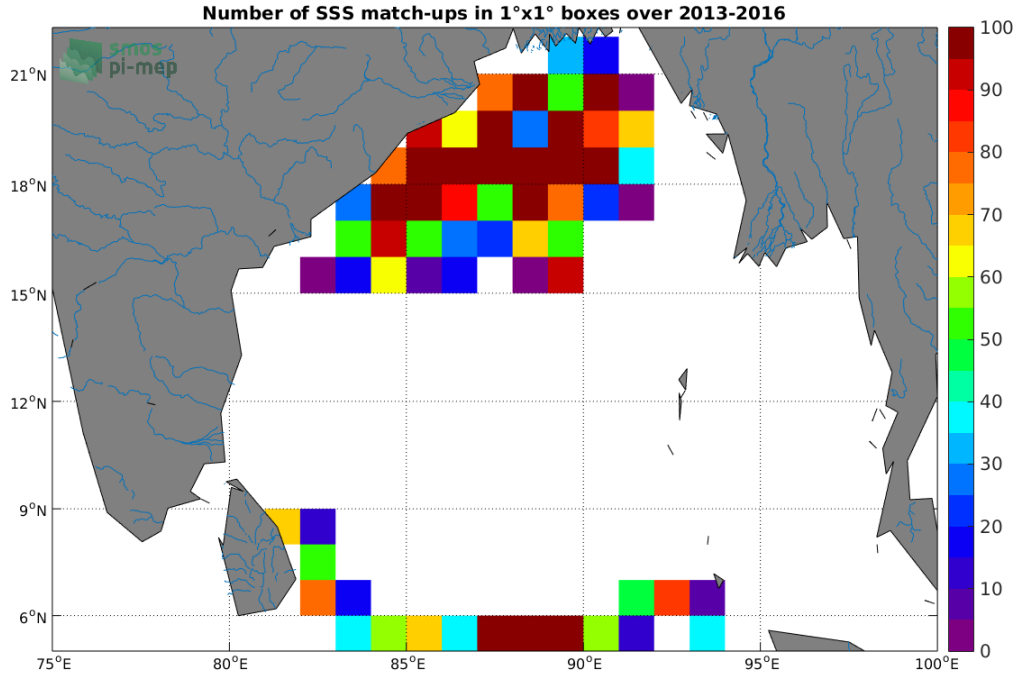 Number of SSS match-ups in 1°x1° boxes over 2013-2016
smos
pi-mep
21°N
18°N
15°N
12°N
9°N
6°N
75°E
80°E
85°E
90°E
95°E
100°E
100
90
80
70
60
50
40
30
20
10
0